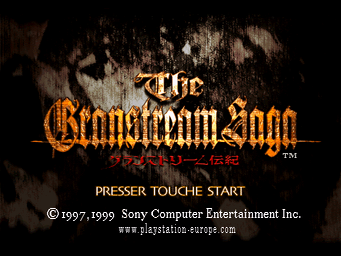 The
Granstream Saga
グランストリーム伝紀 TM
PRESSER TOUCHE START
©1997,1999 Sony Computer Entertainment Inc.
www.playstation-europe.com